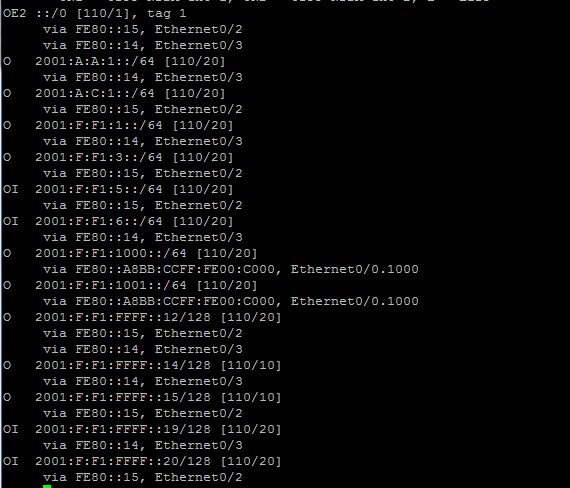 OE2 ::/0 [110/1], tag 1
via FE80::15, Ethernet0/2
via FE80::14, Ethernet0/3
O 2001:A:A:1::/64 [110/20]
via FE80::14, Ethernet0/3
O 2001:A:C:1::/64 [110/20]
via FE80::15, Ethernet0/2
O 2001:F:F1:1::/64 [110/20]
via FE80::14, Ethernet0/3
O 2001:F:F1:3::/64 [110/20]
via FE80::15, Ethernet0/2
OI 2001:F:F1:5::/64 [110/20]
via FE80::15, Ethernet0/2
OI 2001:F:F1:6::/64 [110/20]
via FE80::14, Ethernet0/3
O 2001:F:F1:1000::/64 [110/20]
via FE80::A8BB:CCFF:FE00:C000, Ethernet0/0.1000
O 2001:F:F1:1001::/64 [110/20]
via FE80::A8BB:CCFF:FE00:C000, Ethernet0/0.1000
O 2001:F:F1:FFFF::12/128 [110/20]
via FE80::15, Ethernet0/2
via FE80::14, Ethernet0/3
O 2001:F:F1:FFFF::14/128 [110/10]
via FE80::14, Ethernet0/3
O 2001:F:F1:FFFF::15/128 [110/10]
via FE80::15, Ethernet0/2
OI 2001:F:F1:FFFF::19/128 [110/20]
via FE80::14, Ethernet0/3
OI 2001:F:F1:FFFF::20/128 [110/20]
via FE80::15, Ethernet0/2